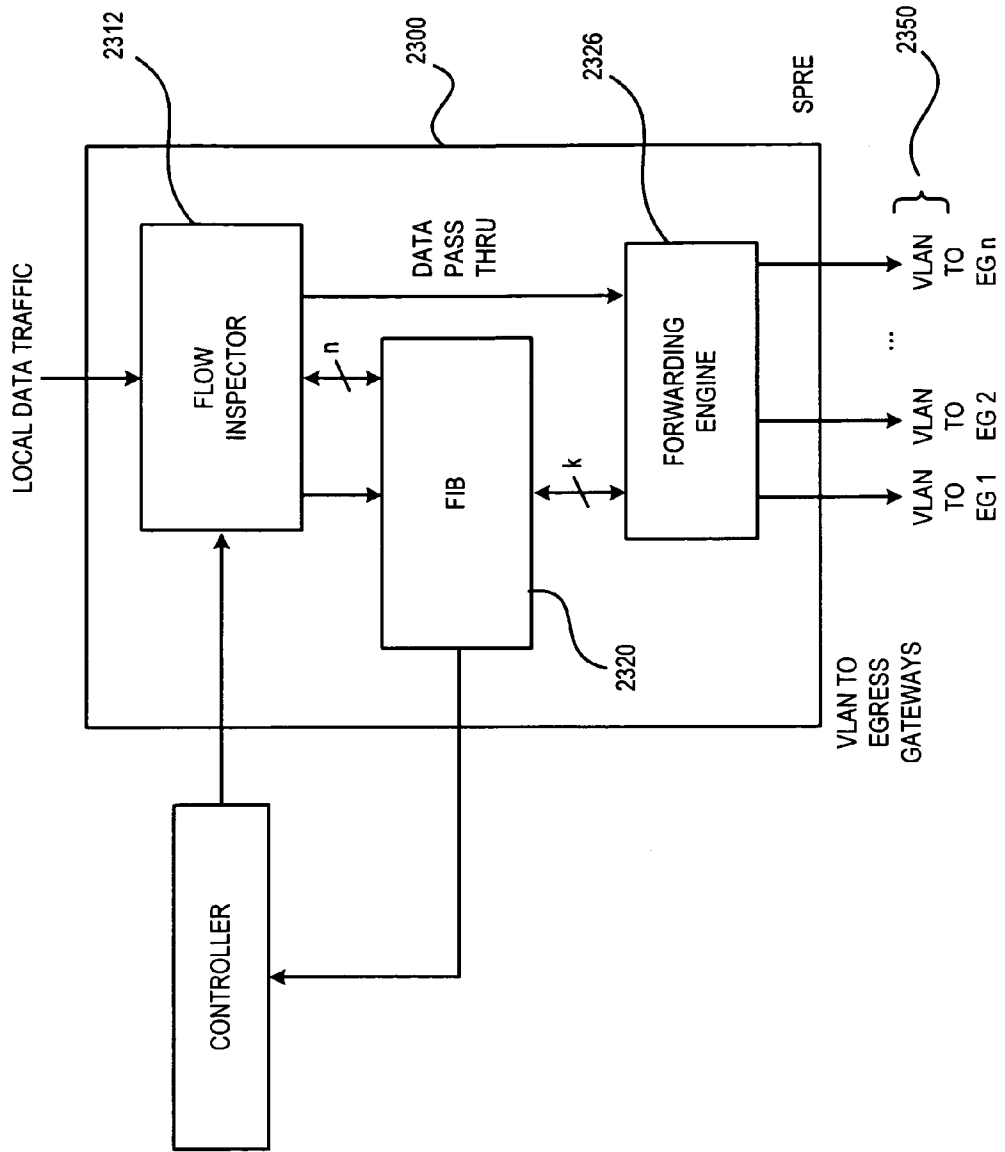 LOCAL DATA TRAFFIC
2312
FLOW
INSPECTOR
2300
DATA
PASS
THRU
n
CONTROLLER
FIB
2326
k
2320
FORWARDING
ENGINE
SPRE
VLAN TO
EGRESS
GATEWAYS
VLAN
TO
EG 1
VLAN
TO
EG 2
...
VLAN
TO
EG n
2350